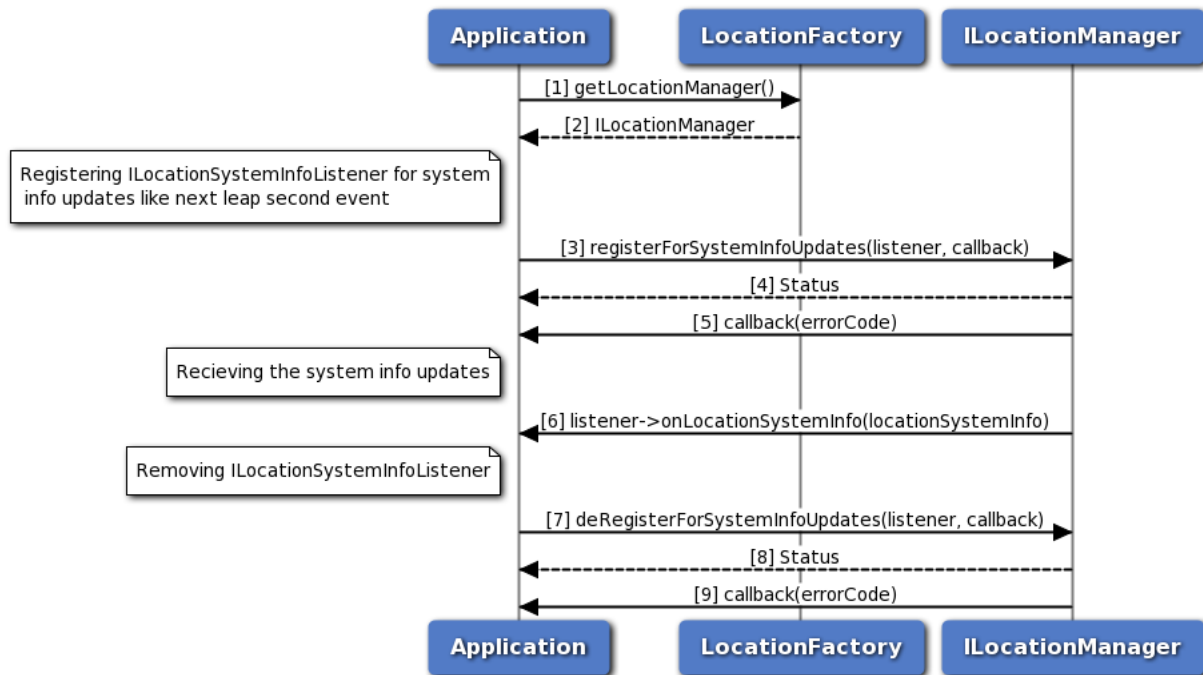 Application
LocationFactory
ILocationManager
[1] getLocationManager()
[2] ILocationManager
Registering ILocationSystemInfoListener for system
info updates like next leap second event
[3] registerForSystemInfoUpdates(listener, callback)
[4] Status
[5] callback(errorCode)
Recieving the system info updates
[6] listener->onLocationSystemInfo(locationSystemInfo)
Removing ILocationSystemInfoListener
[7] deRegisterForSystemInfoUpdates(listener, callback)
[8] Status
[9] callback(errorCode)
Application
LocationFactory
ILocationManager